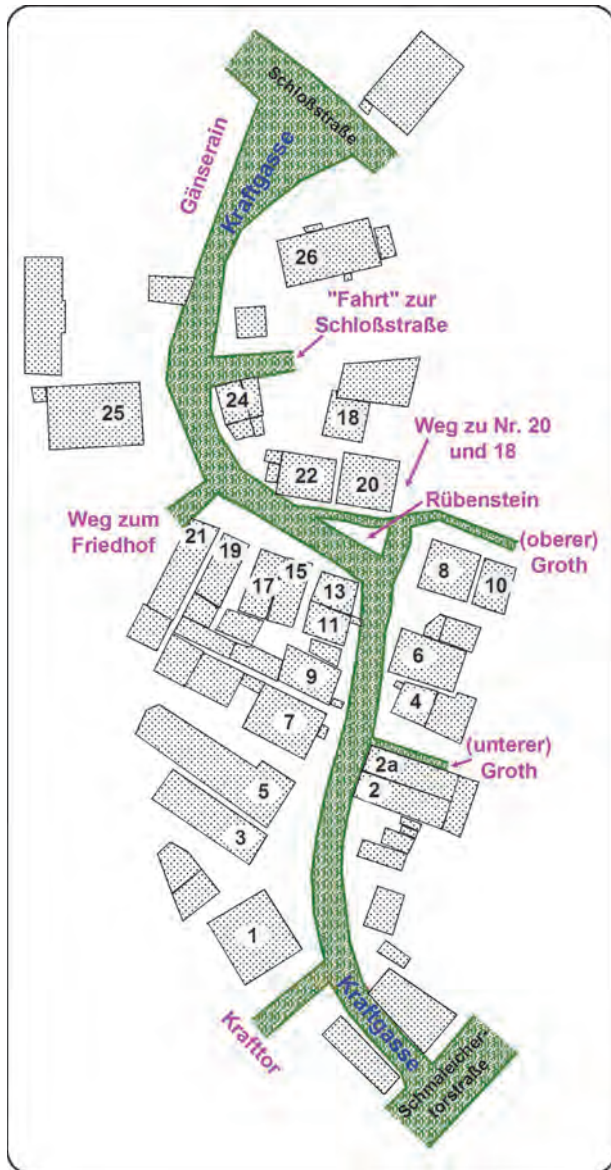 Schloßstraße
Gänserain
Kraftgasse
26
"Fahrt" zur
Schloßstraße
25
24
18
Weg zu Nr. 20
und 18
22
20
Rübenstein
Weg zum
Friedhof
(oberer)
Groth
21
19
17
15
13
11
8
10
9
6
7
4
(unterer)
Groth
2a
2
5
3
1
Krafttor
Kraftgasse
Schmaleicher-
torstraße